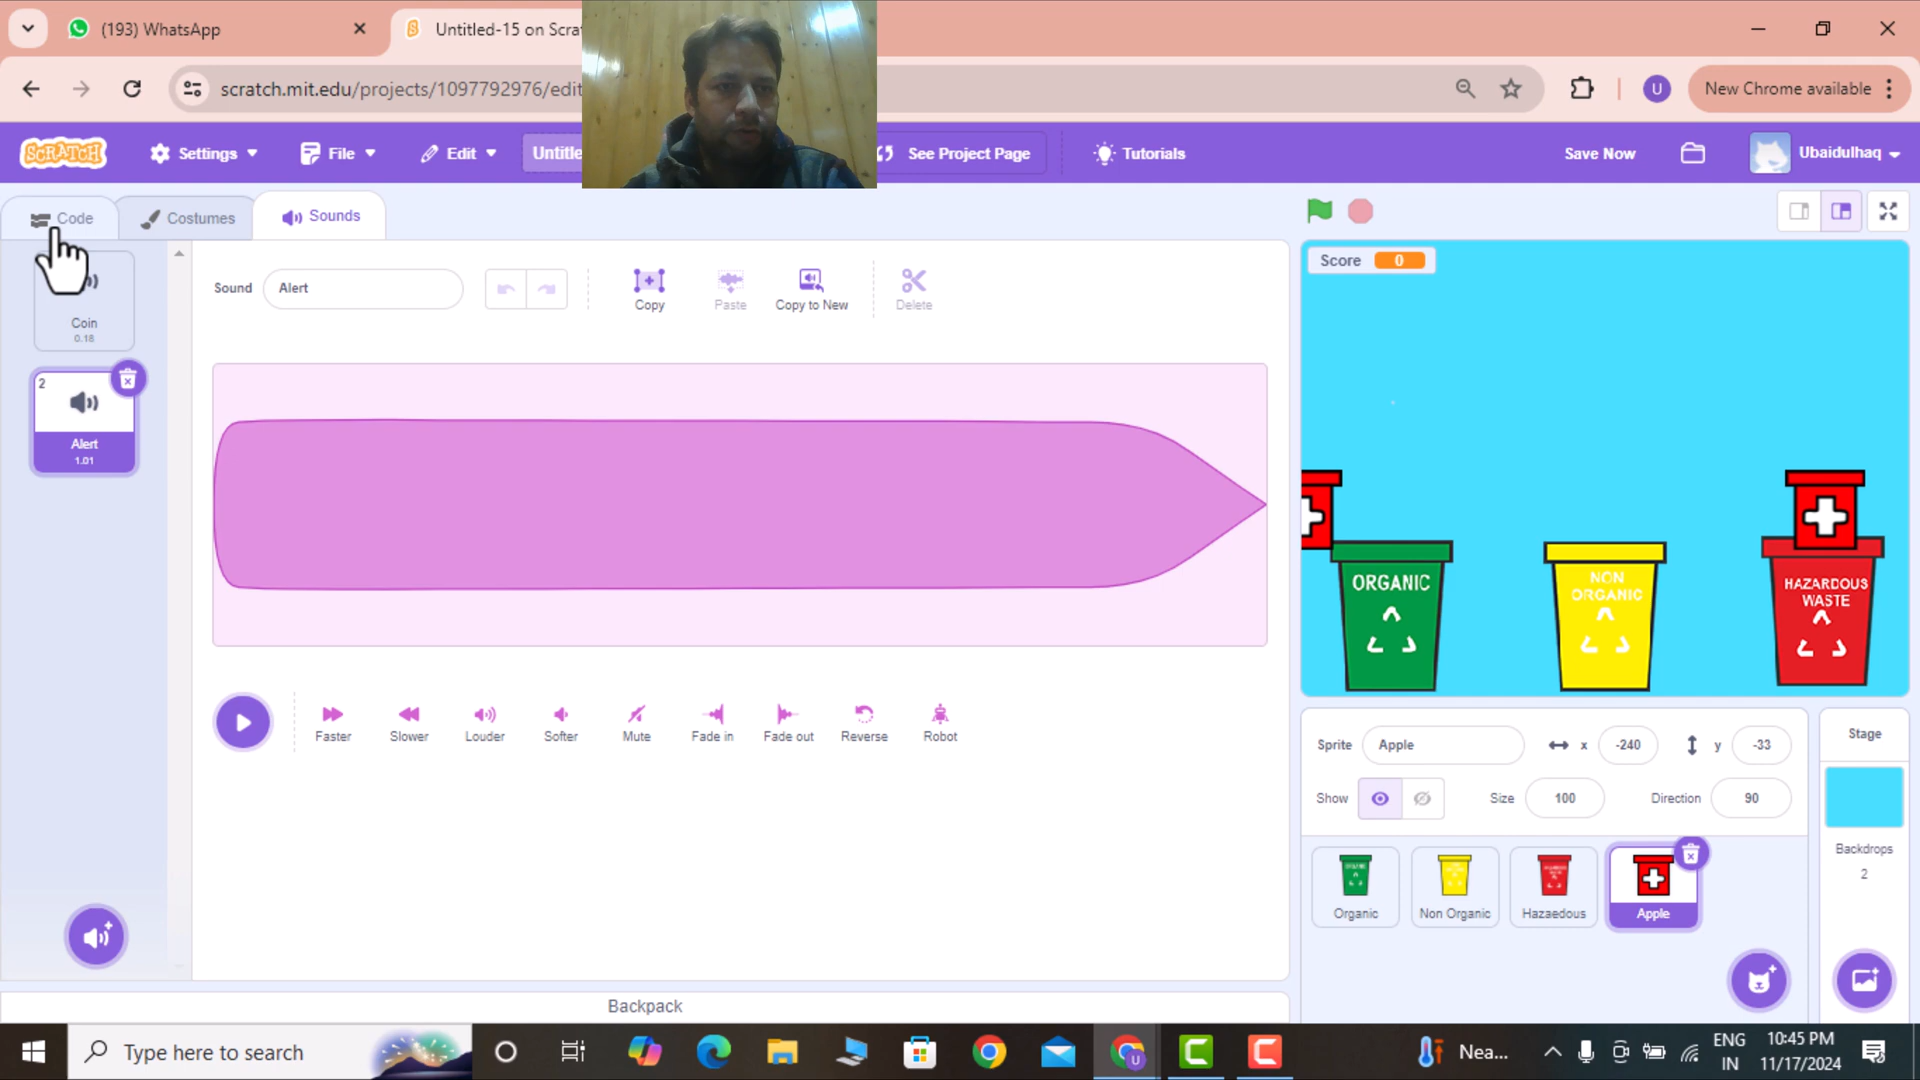 (193) WhatsApp
Untitled-15 on Scra
scratch.mit.edu/projects/1097792976/edit
U
New Chrome available
SCRATCH
Settings
File
Edit
See Project Page
Tutorials
Save Now
Ubaidulhaq
Code
Costumes
Sounds
Coin
0.18
2
Alert
1.01
Sound
Alert
Copy
Paste
Copy to New
Delete
Faster
Slower
Louder
Softer
Mute
Fade in
Fade out
Reverse
Robot
Score 0
ORGANIC
NON
ORGANIC
HAZARDOUS
WASTE
Sprite
Apple
x
-240
y
-33
Show
Size
100
Direction
90
Organic
Non Organic
Hazaedous
Apple
Stage
Backdrops
2
Backpack
Type here to search
U
Nea...
ENG
IN
10:45 PM
11/17/2024